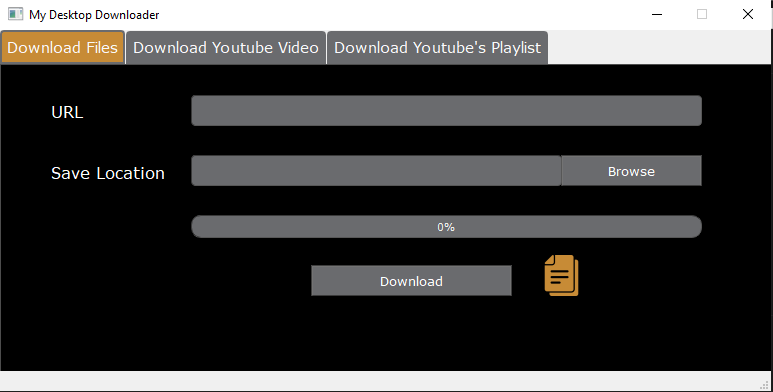 My Desktop Downloader
Download Files
Download Youtube Video
Download Youtube's Playlist
URL
Save Location
Browse
0%
Download